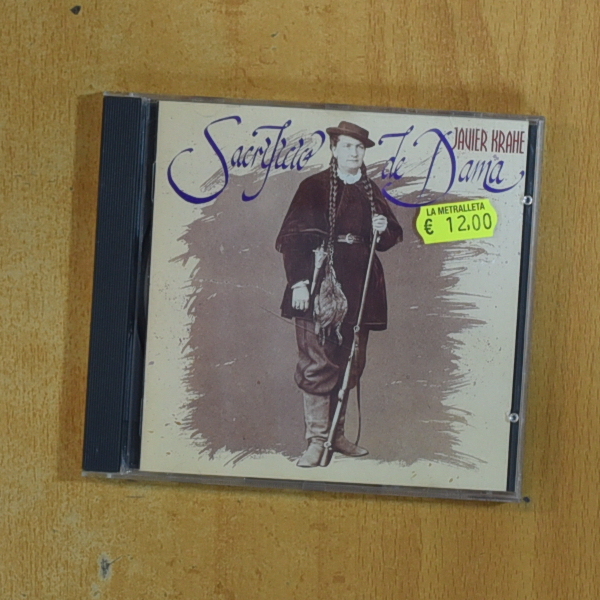 JAVIER KRAHE
Sacrificio de Dama
LA METRALLETA
€ 12.00